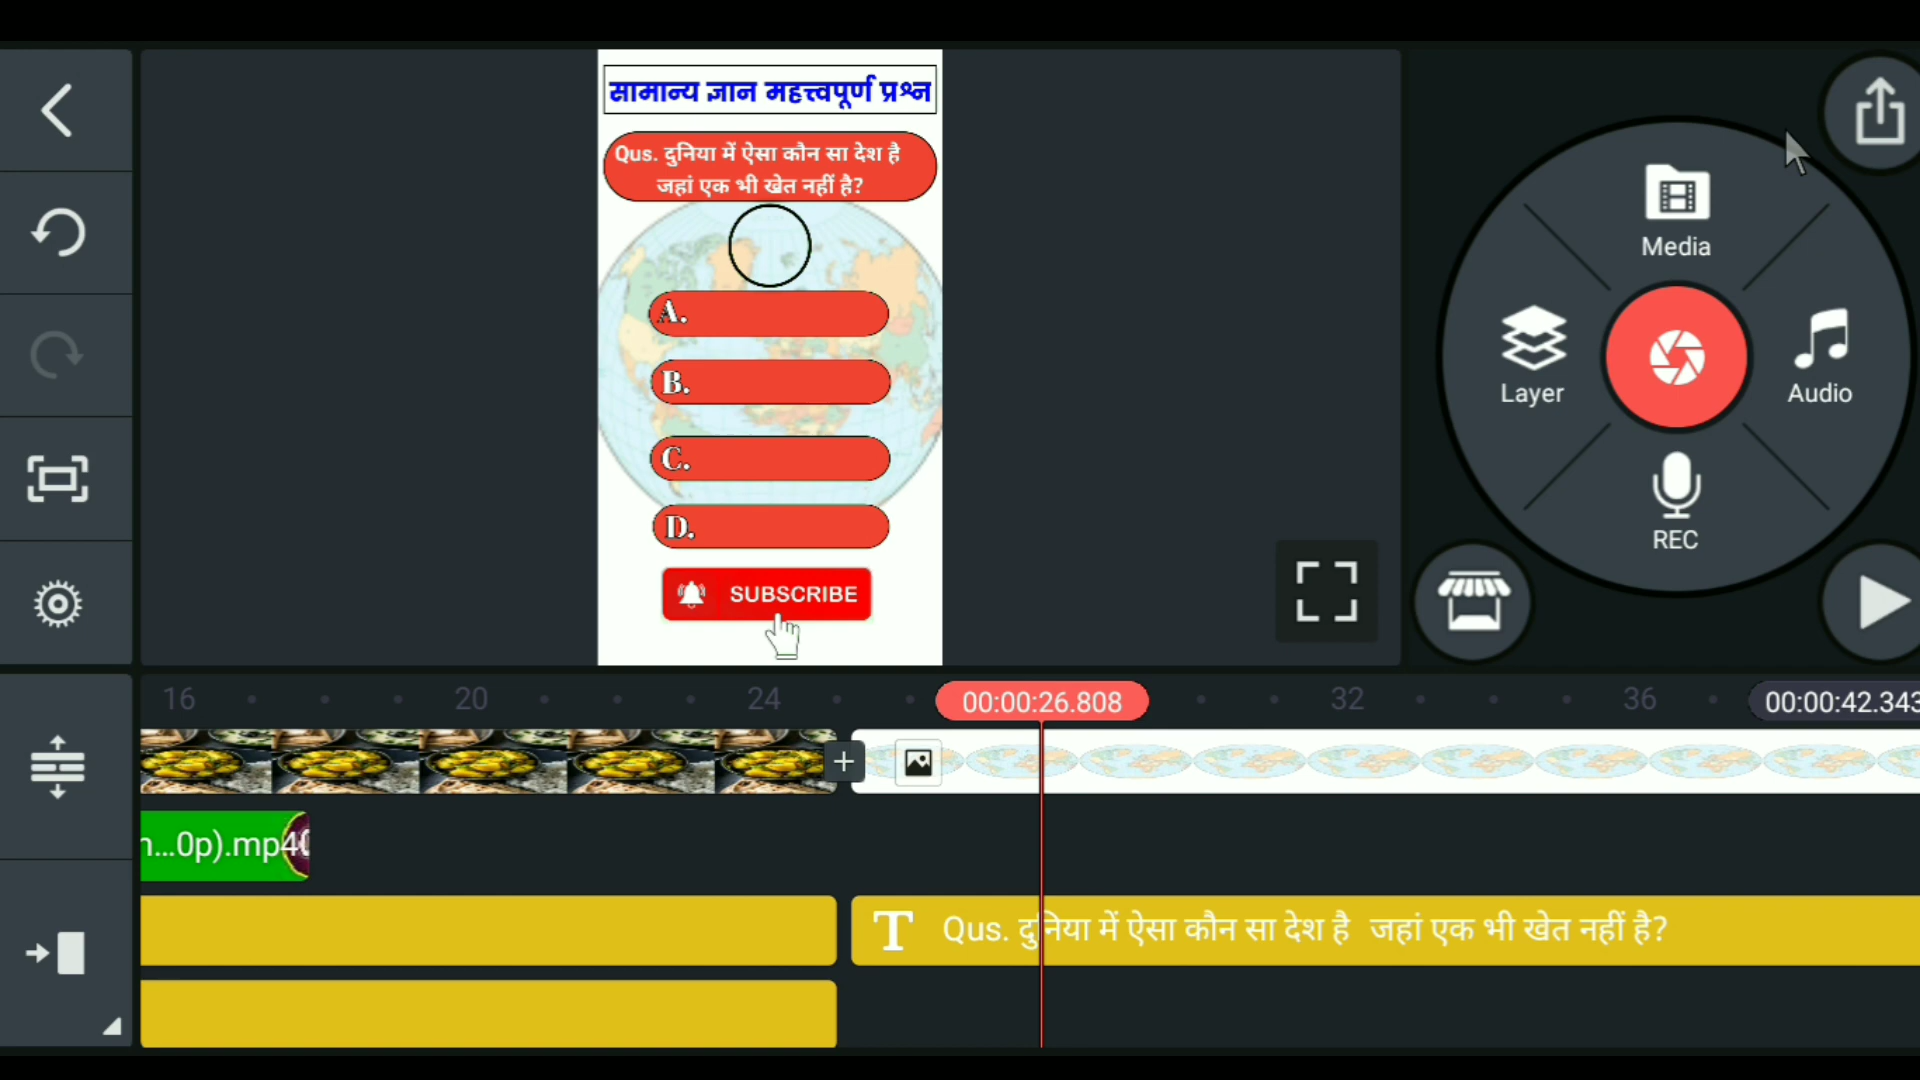 सामान्य ज्ञान महत्त्वपूर्ण प्रश्न
Qus. दुनिया में ऐसा कौन सा देश है
जहां एक भी खेत नहीं है?
A.
B.
C.
D.
SUBSCRIBE
Media
Layer
Audio
REC
16
20
24
00:00:26.808
32
36
00:00:42.343
n...0p).mp4
Qus. दुनिया में ऐसा कौन सा देश है जहां एक भी खेत नहीं है?